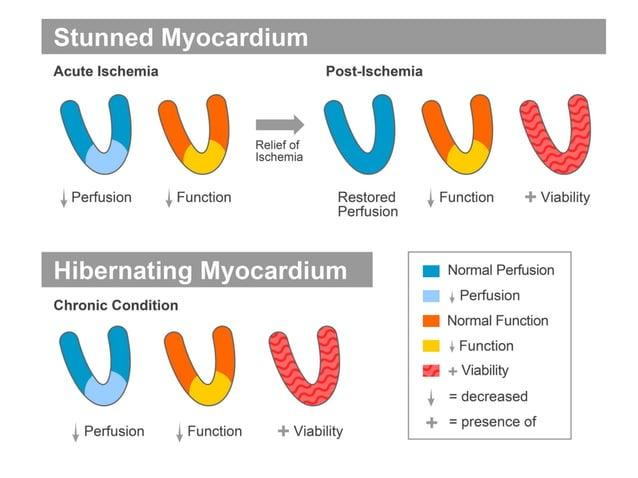 Stunned Myocardium
Acute Ischemia
Post-Ischemia
Relief of
Ischemia
↓ Perfusion
↓ Function
Restored
Perfusion
↓ Function
+ Viability
Hibernating Myocardium
Chronic Condition
↓ Perfusion
↓ Function
+ Viability
Normal Perfusion
↓ Perfusion
Normal Function
↓ Function
+ Viability
↓ = decreased
+ = presence of